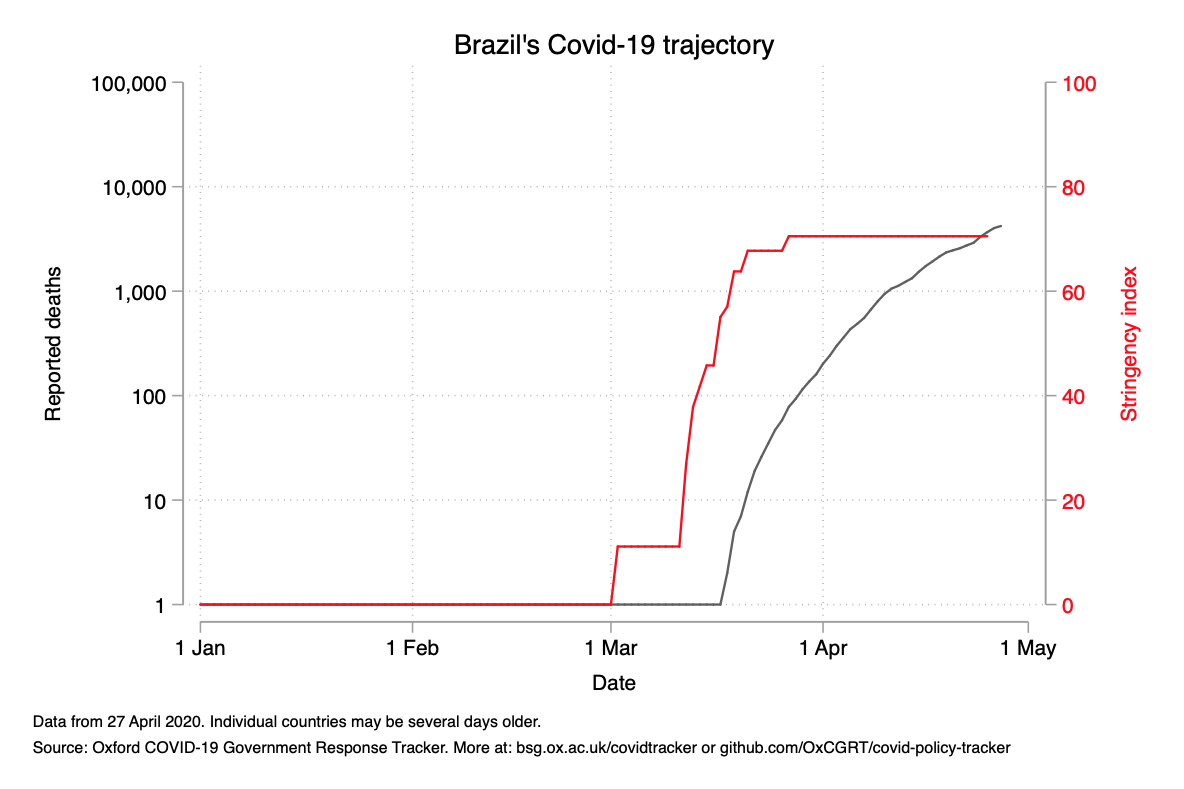 Brazil's Covid-19 trajectory
100,000
10,000
1,000
100
10
1
Reported deaths
100
80
60
40
20
0
Stringency index
1 Jan
1 Feb
1 Mar
1 Apr
1 May
Date
Data from 27 April 2020. Individual countries may be several days older.
Source: Oxford COVID-19 Government Response Tracker. More at: bsg.ox.ac.uk/covidtracker or github.com/OxCGRT/covid-policy-tracker